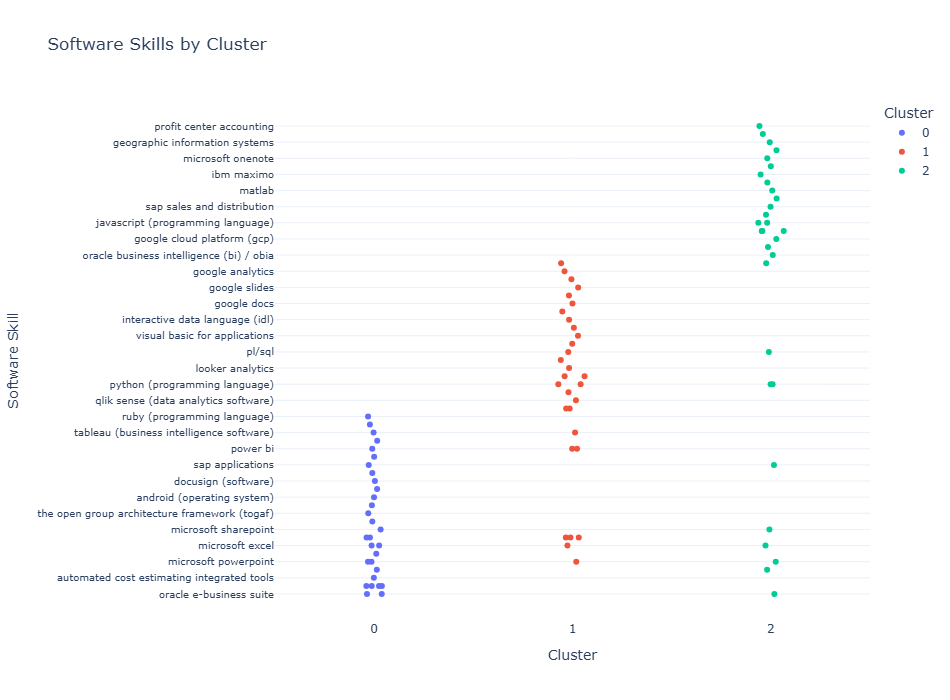 Software Skills by Cluster
Cluster
0
1
2
Software Skill
profit center accounting
geographic information systems
microsoft onenote
ibm maximo
matlab
sap sales and distribution
javascript (programming language)
google cloud platform (gcp)
oracle business intelligence (bi) / obia
google analytics
google slides
google docs
interactive data language (idl)
visual basic for applications
pl/sql
looker analytics
python (programming language)
qlik sense (data analytics software)
ruby (programming language)
tableau (business intelligence software)
power bi
sap applications
docusign (software)
android (operating system)
the open group architecture framework (togaf)
microsoft sharepoint
microsoft excel
microsoft powerpoint
automated cost estimating integrated tools
oracle e-business suite
0 1 2
Cluster